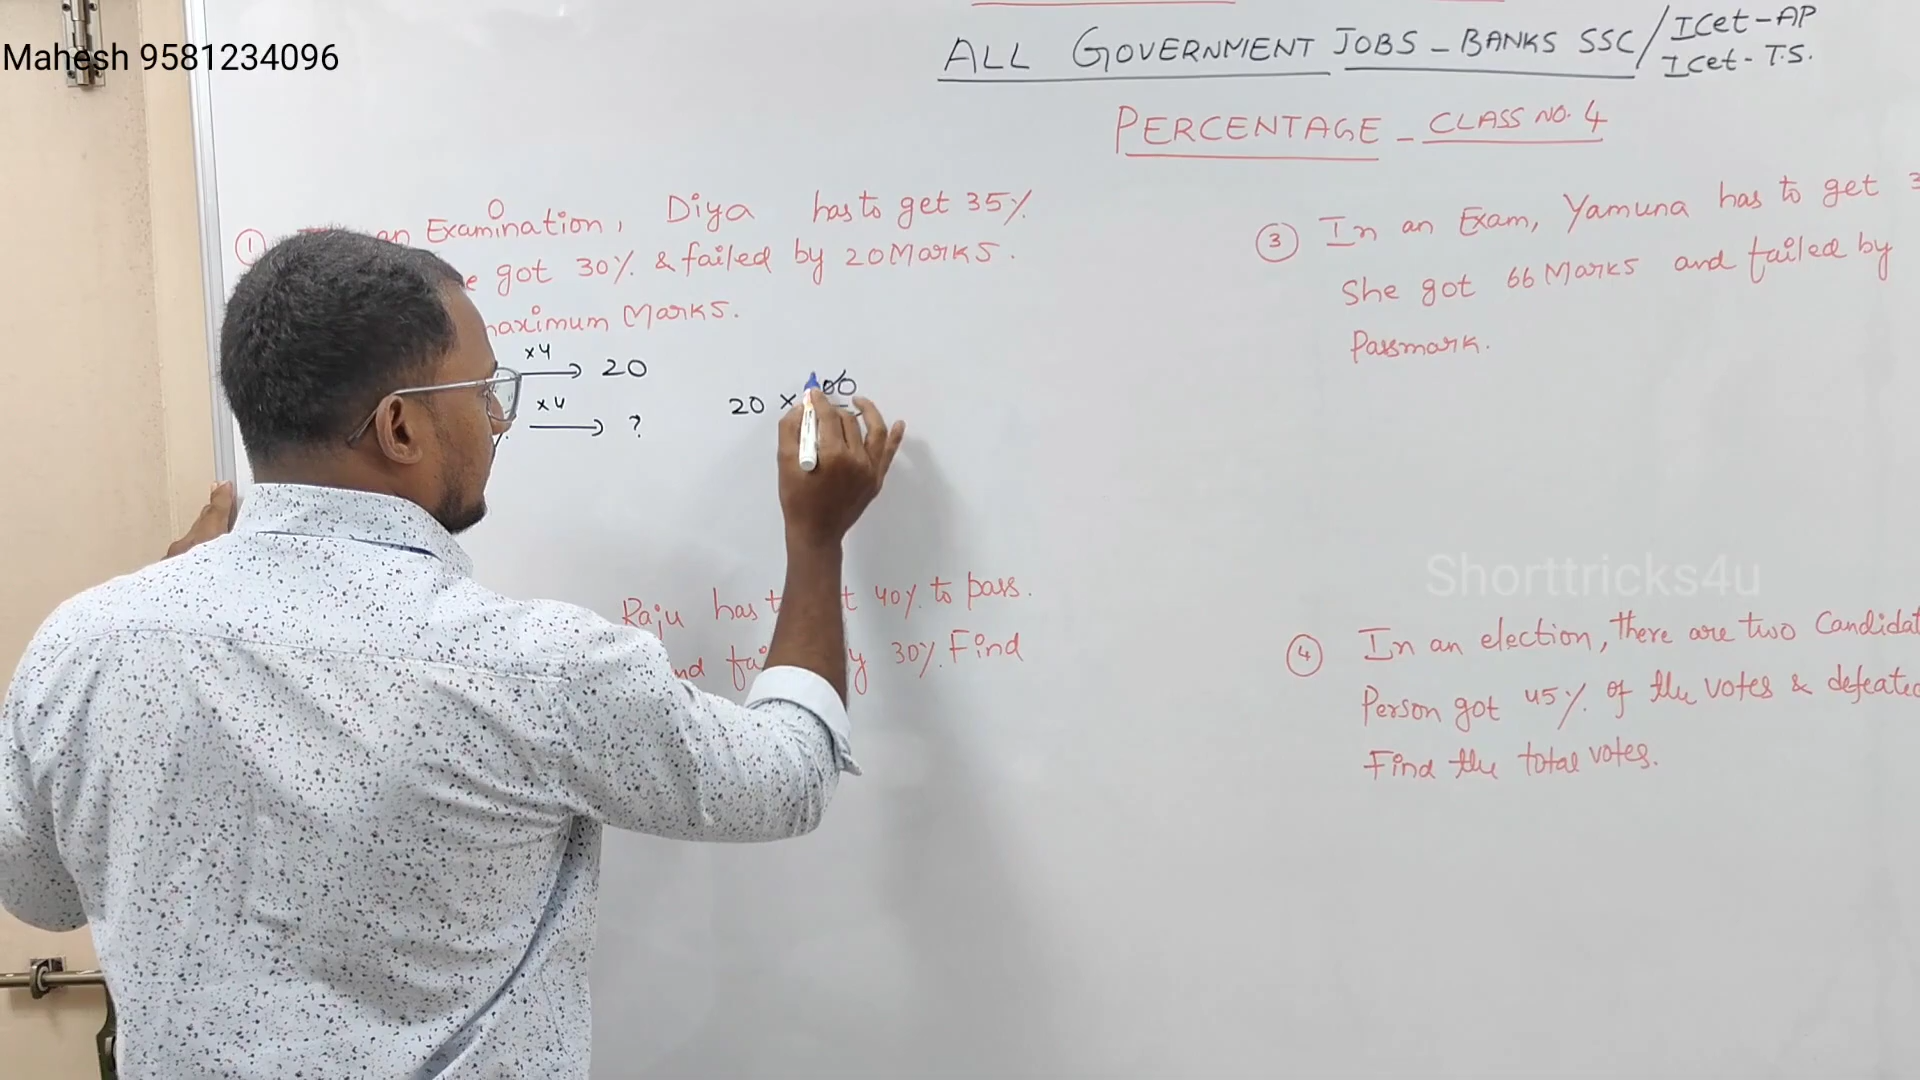 Mahesh 9581234096
ALL GOVERNMENT JOBS - BANKS SSC/ICet-AP
ICet-T.S.
PERCENTAGE - CLASS NO. 4
① an Examination, Diya has to get 35%
got 30% & failed by 20 Marks.
Marks.
×4 → 20
×4 → ?
20 ×
Raju has 40% to pass.
30%. Find
③ In an Exam, Yamuna has to get
She got 66 Marks and failed by
Passmark.
Shorttricks4u
④ In an election, there are two Candidat
Person got 45% of the votes & defeated
Find the total votes.